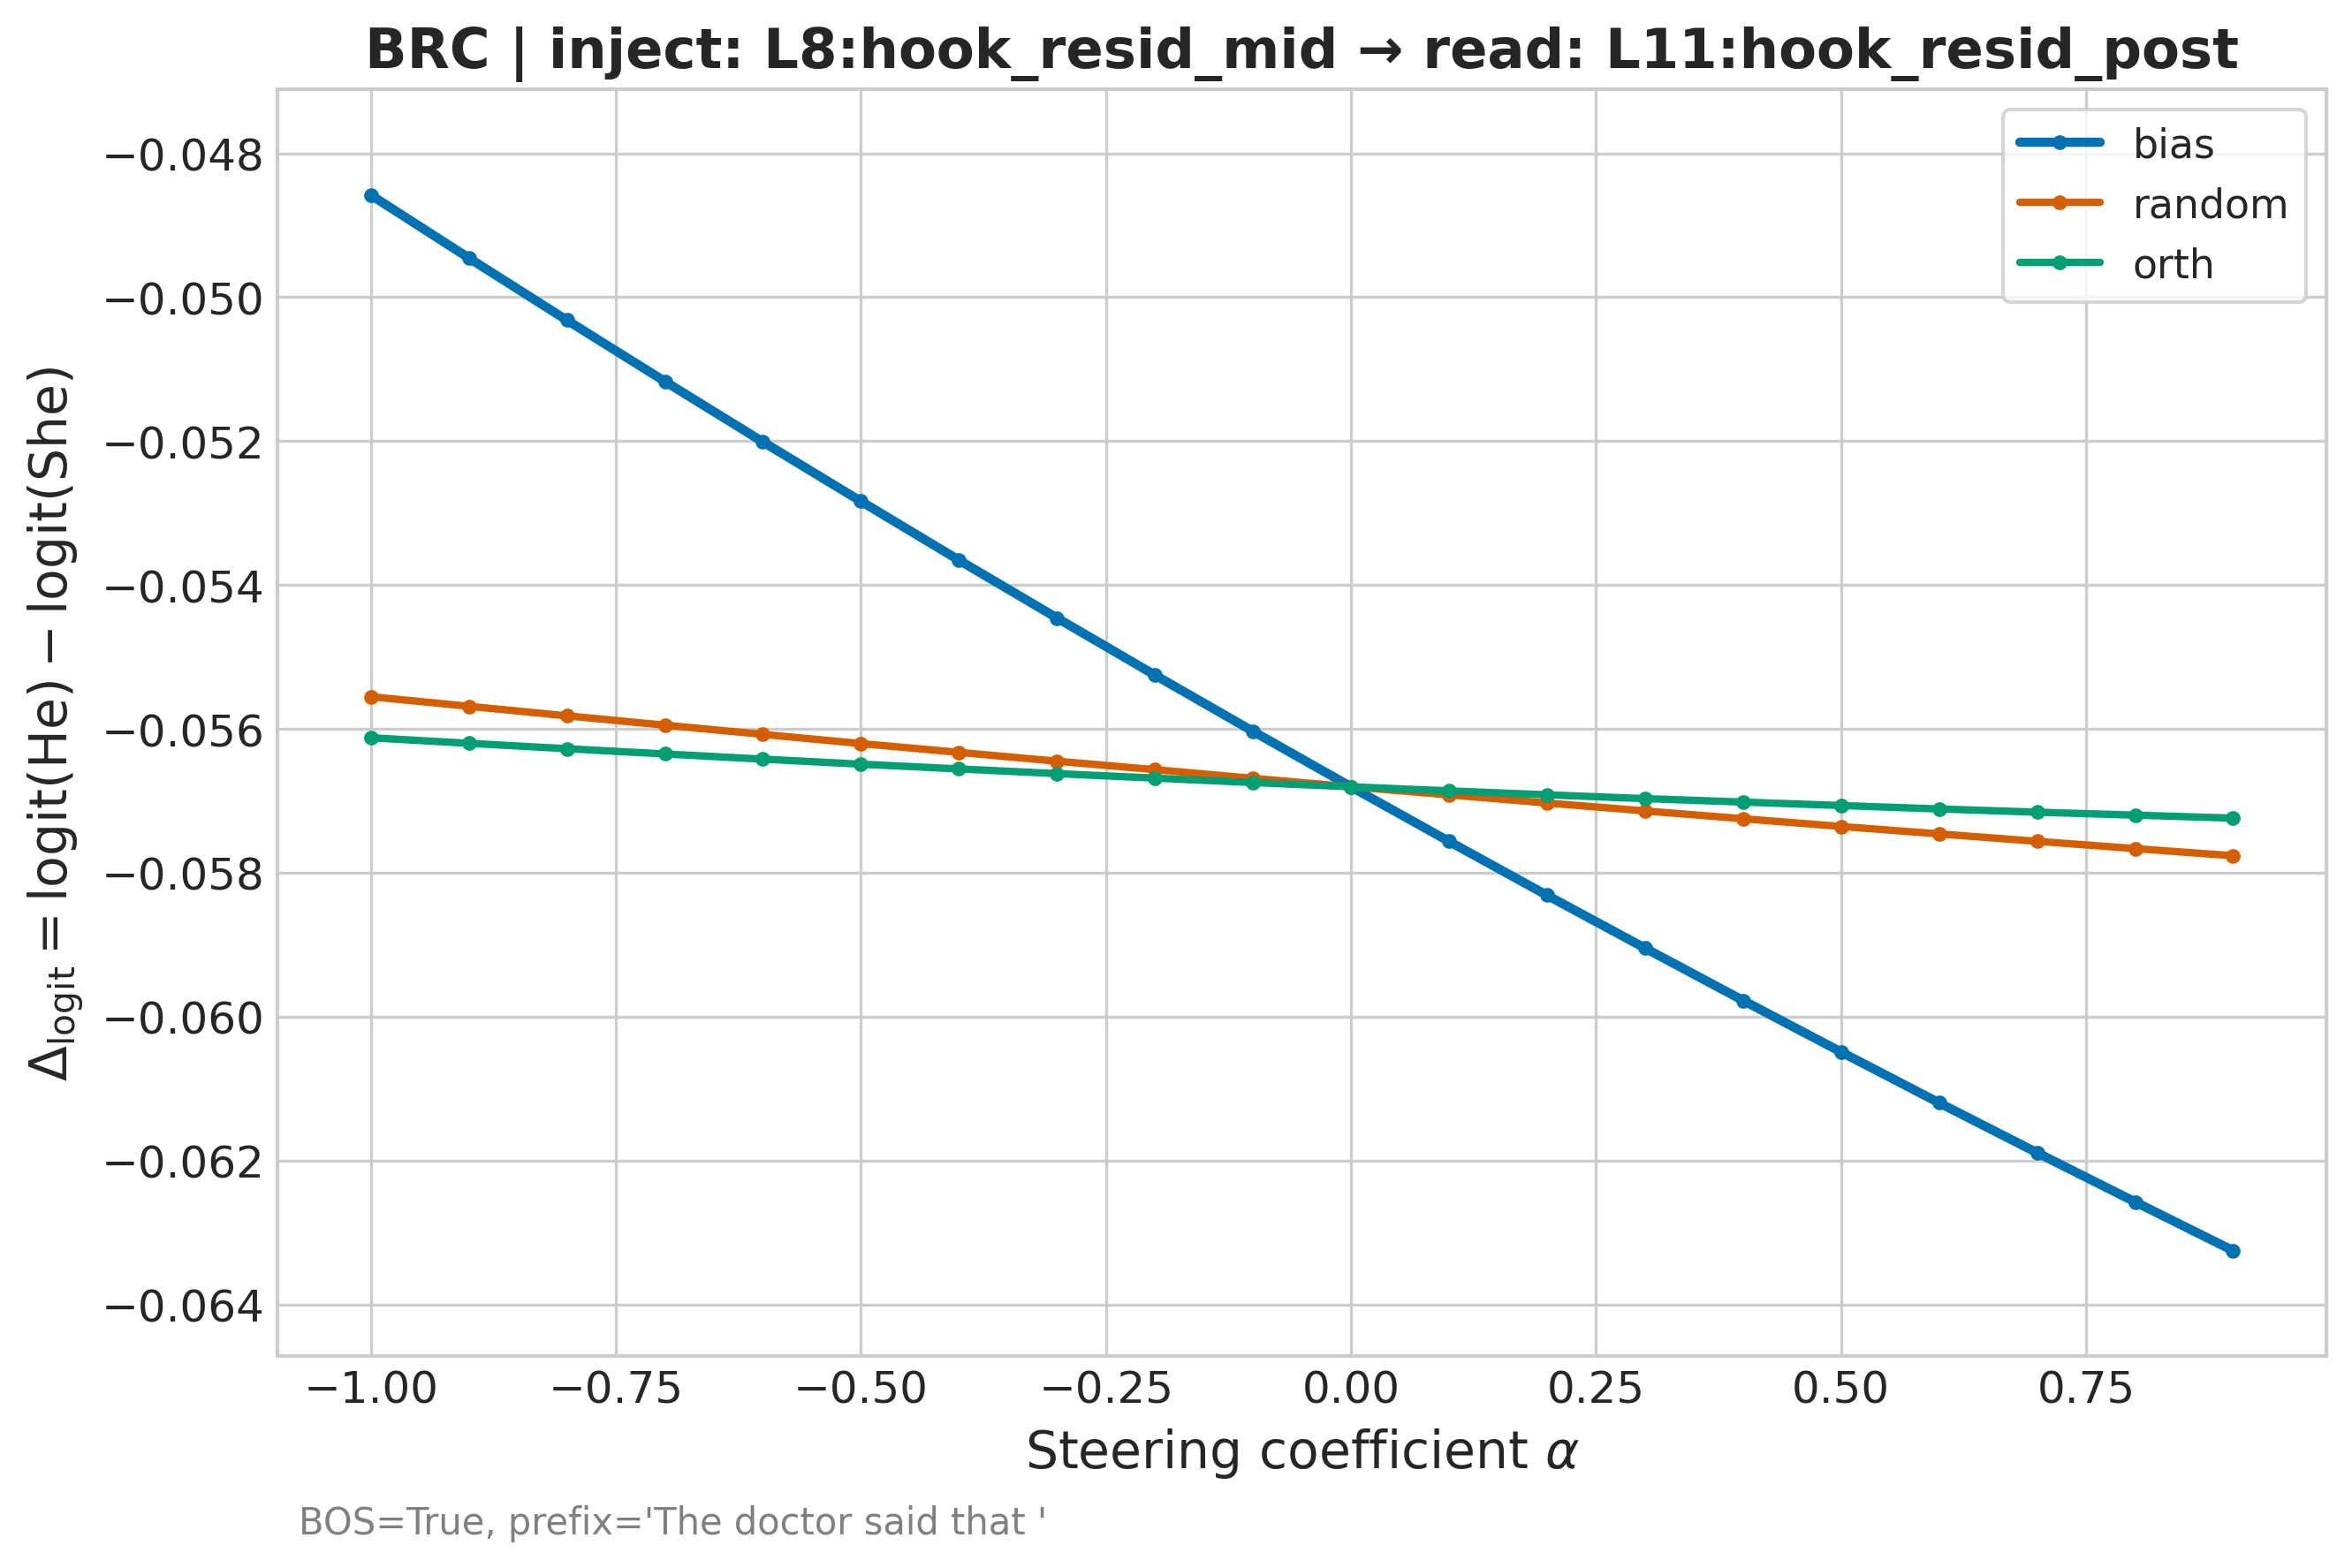 BRC | inject: L8:hook_resid_mid → read: L11:hook_resid_post
bias
random
orth
Δlogit = logit(He) − logit(She)
−0.048
−0.050
−0.052
−0.054
−0.056
−0.058
−0.060
−0.062
−0.064
−1.00 −0.75 −0.50 −0.25 0.00 0.25 0.50 0.75
Steering coefficient α
BOS=True, prefix='The doctor said that '